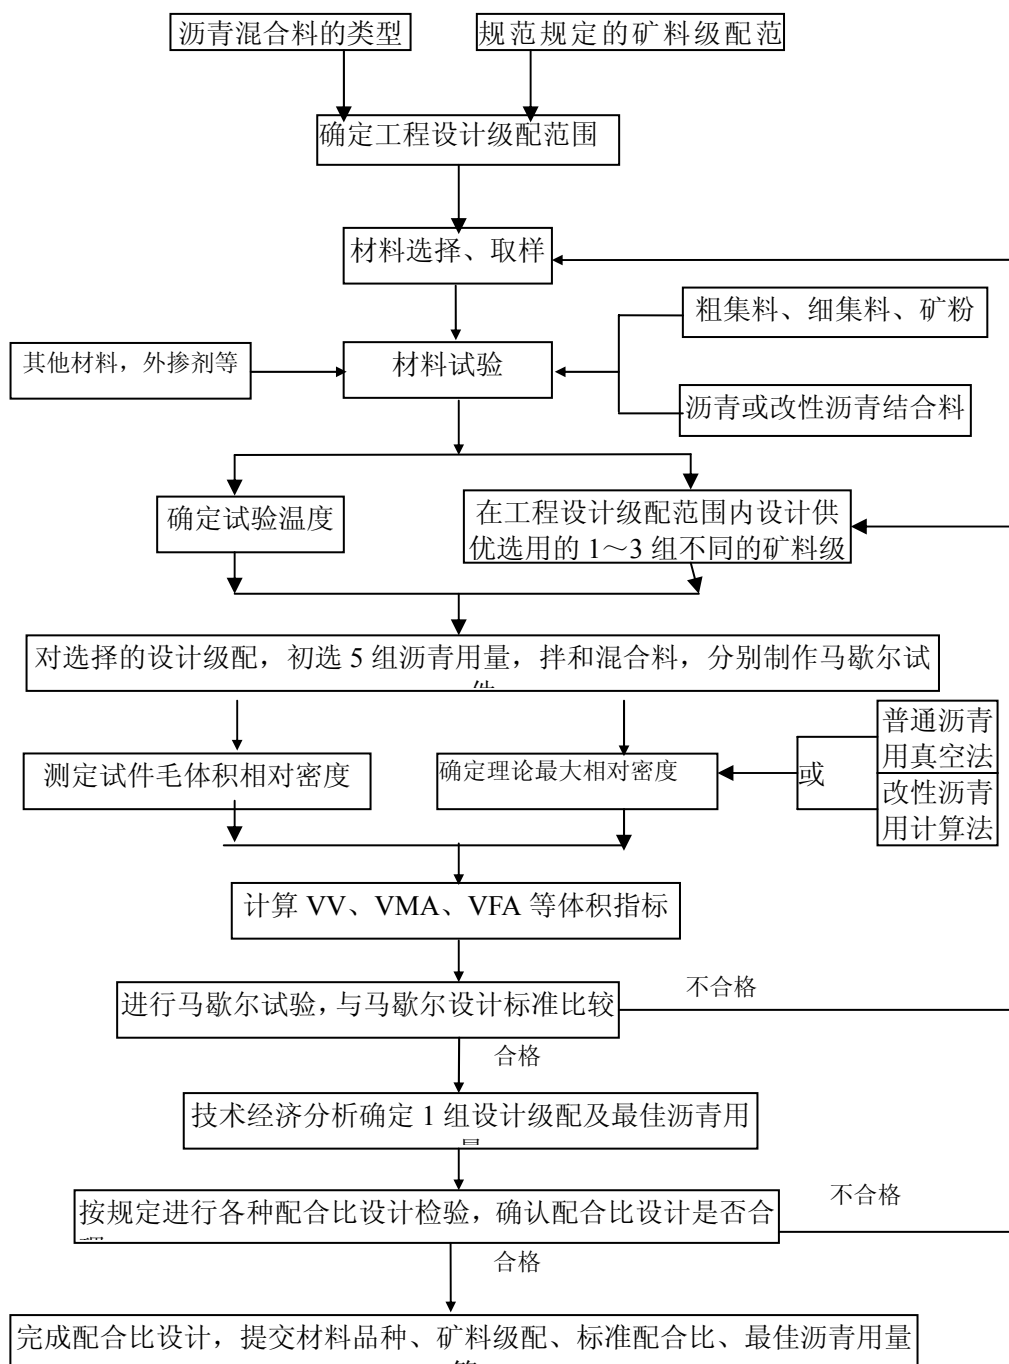 沥青混合料的类型
规范规定的矿料级配范
确定工程设计级配范围
材料选择、取样
粗集料、细集料、矿粉
其他材料，外掺剂等
材料试验
沥青或改性沥青结合料
确定试验温度
在工程设计级配范围内设计供
优选用的 1～3 组不同的矿料级
对选择的设计级配，初选 5 组沥青用量，拌和混合料，分别制作马歇尔试
测定试件毛体积相对密度
确定理论最大相对密度
或
普通沥青
用真空法
改性沥青
用计算法
计算 VV、VMA、VFA 等体积指标
进行马歇尔试验，与马歇尔设计标准比较
不合格
合格
技术经济分析确定 1 组设计级配及最佳沥青用
按规定进行各种配合比设计检验，确认配合比设计是否合
不合格
合格
完成配合比设计，提交材料品种、矿料级配、标准配合比、最佳沥青用量